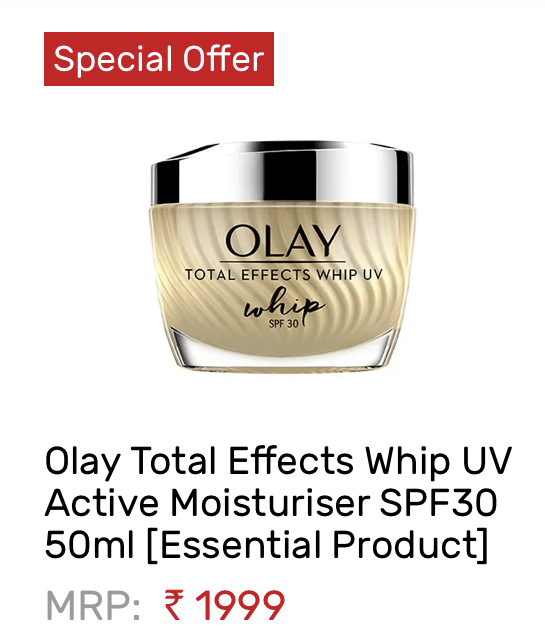 Special Offer
OLAY
TOTAL EFFECTS WHIP UV
whip
SPF 30
Olay Total Effects Whip UV
Active Moisturiser SPF30
50ml [Essential Product]
MRP: ₹ 1999